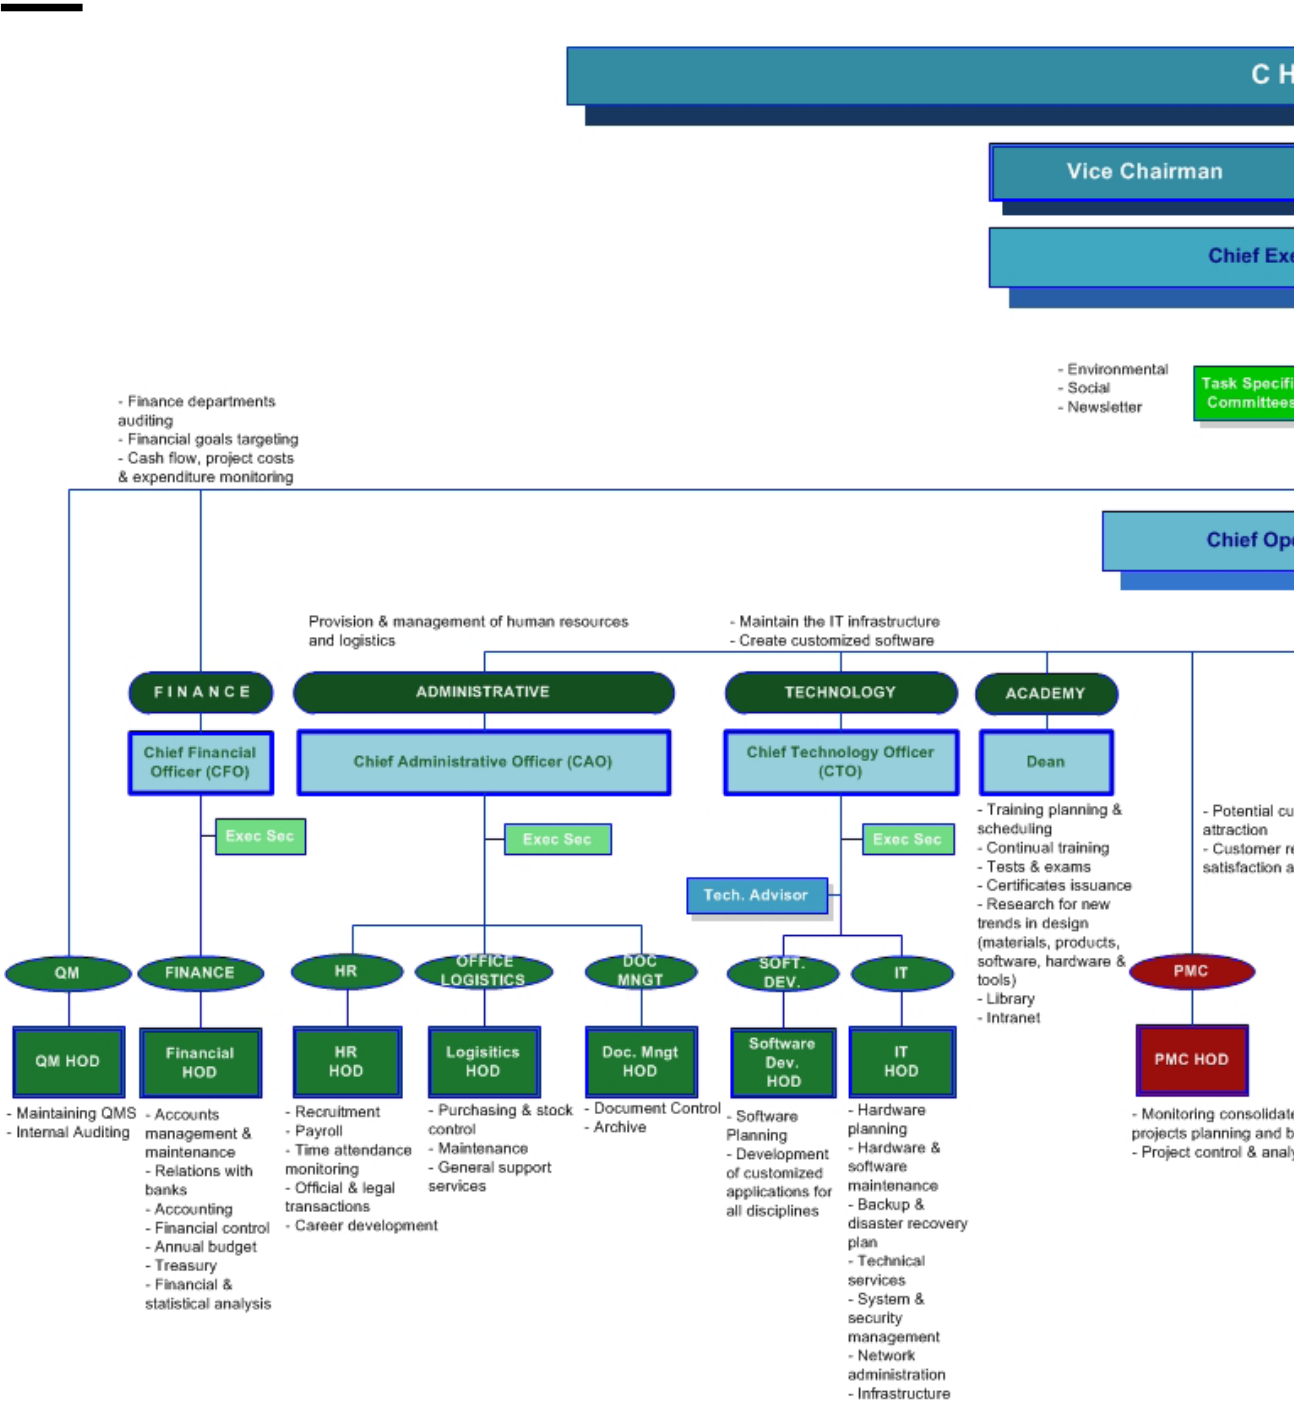 C H
Vice Chairman
Chief Exe
- Environmental
- Social
- Newsletter
Task Specifi
Committees
- Finance departments
auditing
- Financial goals targeting
- Cash flow, project costs
& expenditure monitoring
Chief Ope
Provision & management of human resources
and logistics
- Maintain the IT infrastructure
- Create customized software
F I N A N C E
ADMINISTRATIVE
TECHNOLOGY
ACADEMY
Chief Financial
Officer (CFO)
Chief Administrative Officer (CAO)
Chief Technology Officer
(CTO)
Dean
Exec Sec
Exec Sec
Exec Sec
Tech. Advisor
- Training planning &
scheduling
- Continual training
- Tests & exams
- Certificates issuance
- Research for new
trends in design
(materials, products,
software, hardware &
tools)
- Library
- Intranet
- Potential cu
attraction
- Customer re
satisfaction a
QM
FINANCE
HR
OFFICE
LOGISTICS
DOC
MNGT
SOFT.
DEV.
IT
PMC
QM HOD
Financial
HOD
HR
HOD
Logisitics
HOD
Doc. Mngt
HOD
Software
Dev.
HOD
IT
HOD
PMC HOD
- Maintaining QMS
- Internal Auditing
- Accounts
management &
maintenance
- Relations with
banks
- Accounting
- Financial control
- Annual budget
- Treasury
- Financial &
statistical analysis
- Recruitment
- Payroll
- Time attendance
monitoring
- Official & legal
transactions
- Career development
- Purchasing & stock
control
- Maintenance
- General support
services
- Document Control
- Archive
- Software
Planning
- Development
of customized
applications for
all disciplines
- Hardware
planning
- Hardware &
software
maintenance
- Backup &
disaster recovery
plan
- Technical
services
- System &
security
management
- Network
administration
- Infrastructure
- Monitoring consolidate
projects planning and b
- Project control & analy